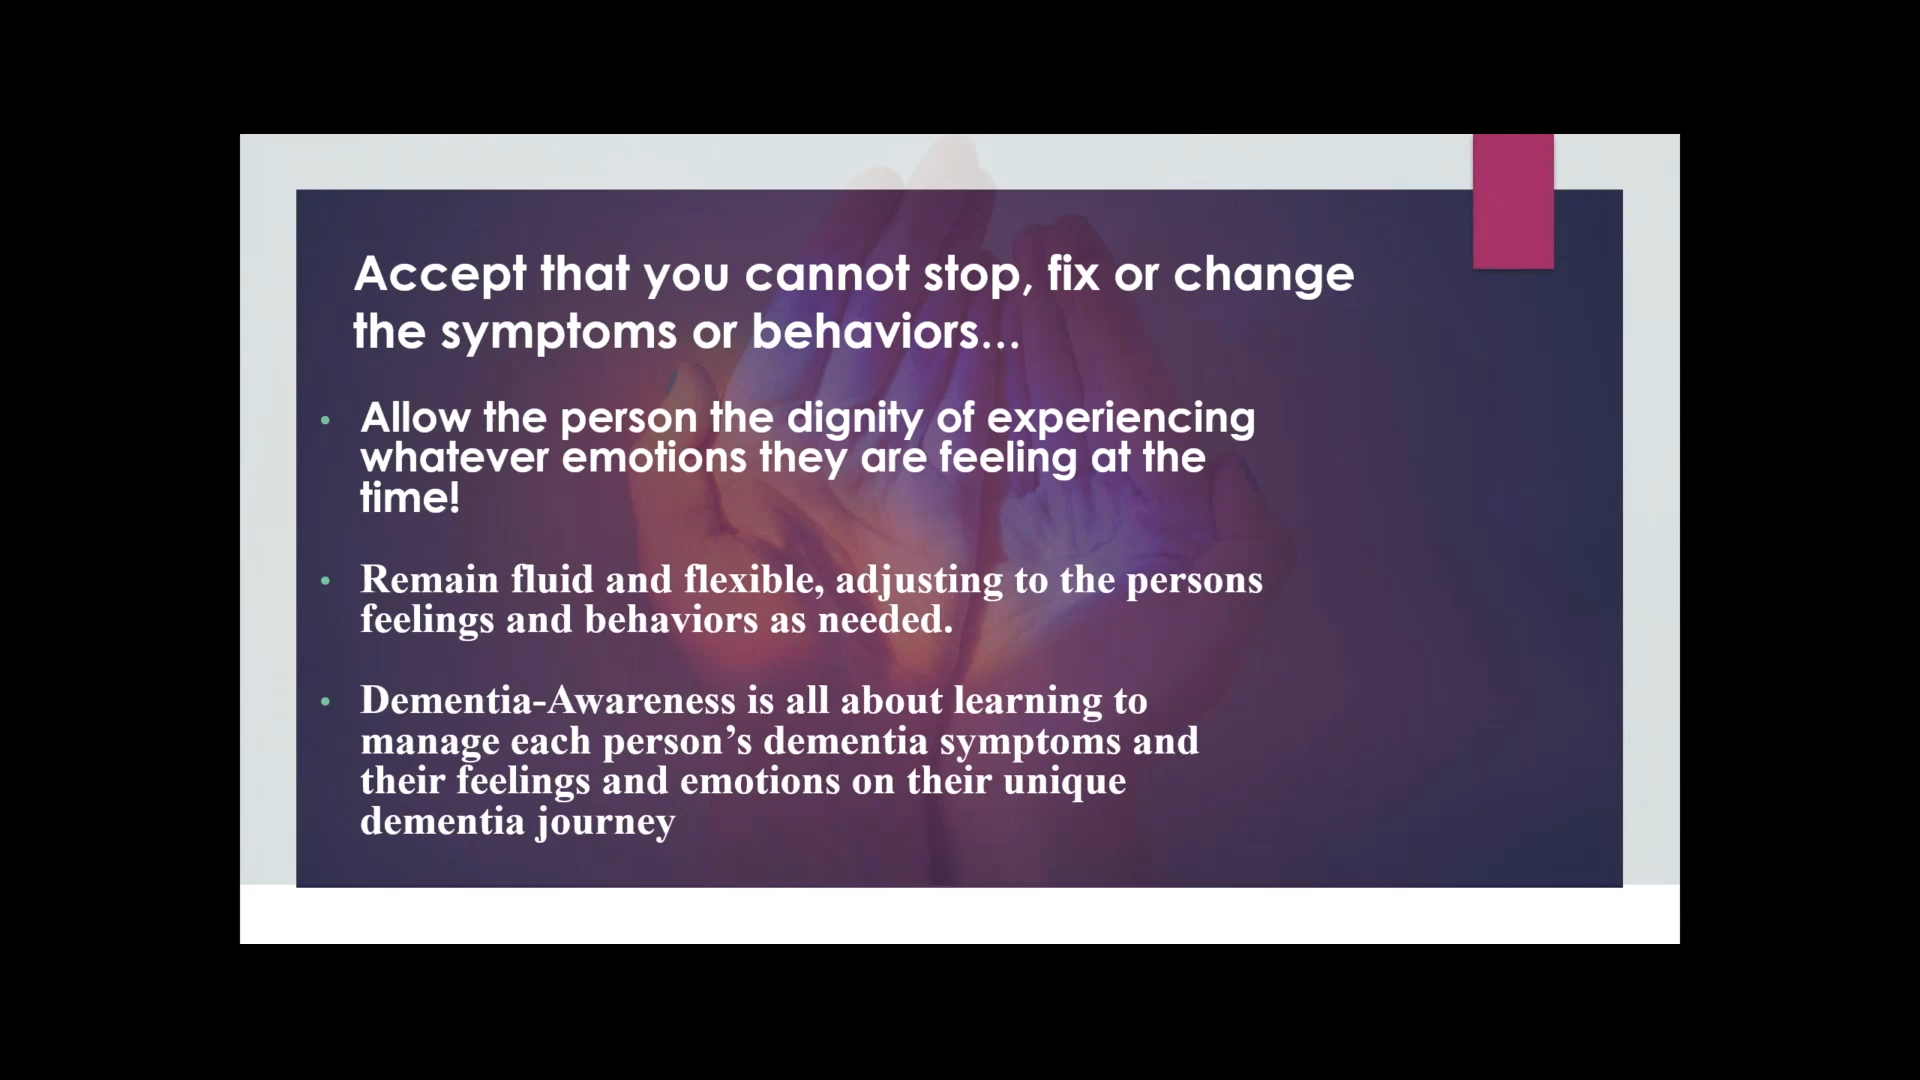 Accept that you cannot stop, fix or change
the symptoms or behaviors...
• Allow the person the dignity of experiencing
whatever emotions they are feeling at the
time!
• Remain fluid and flexible, adjusting to the persons
feelings and behaviors as needed.
• Dementia-Awareness is all about learning to
manage each person’s dementia symptoms and
their feelings and emotions on their unique
dementia journey